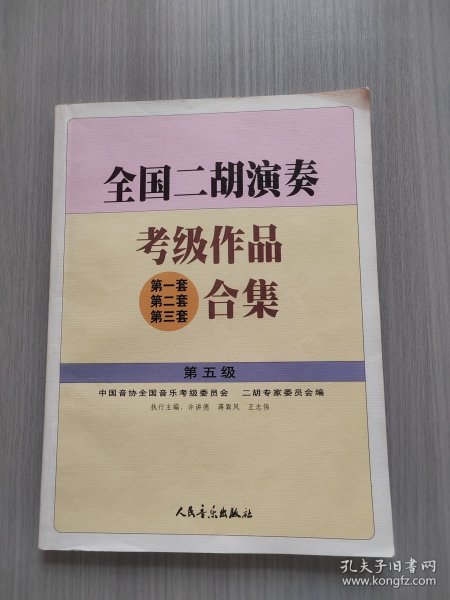 全国二胡演奏
考级作品
第一套
第二套
第三套
合集
第五级
中国音协全国音乐考级委员会 二胡专家委员会编
执行主编：许讲德 蒋巽风 王志伟
人民音乐出版社
孔夫子旧书网
www.kongfz.com